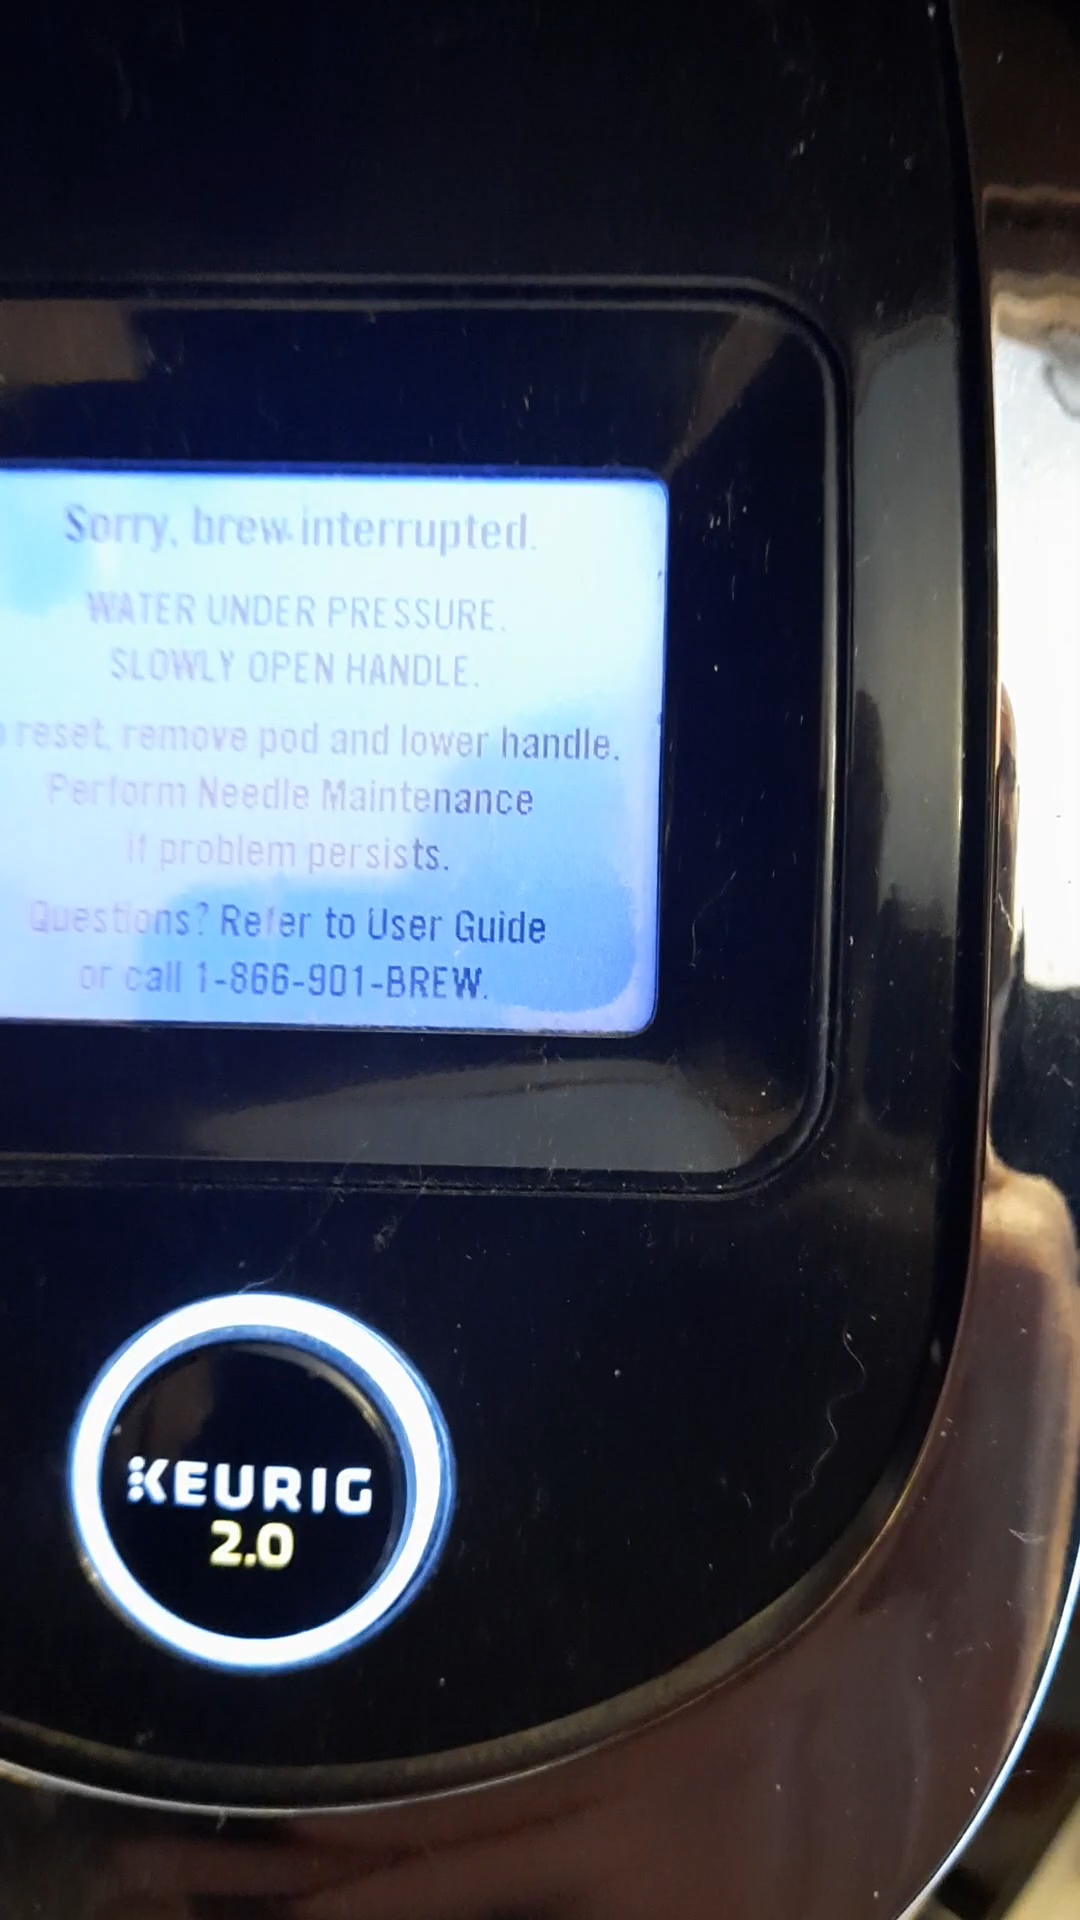 Sorry, brew interrupted.
WATER UNDER PRESSURE.
SLOWLY OPEN HANDLE.
reset, remove pod and lower handle.
Perform Needle Maintenance
if problem persists.
Questions? Refer to User Guide
or call 1-866-901-BREW.
KEURIG
2.0